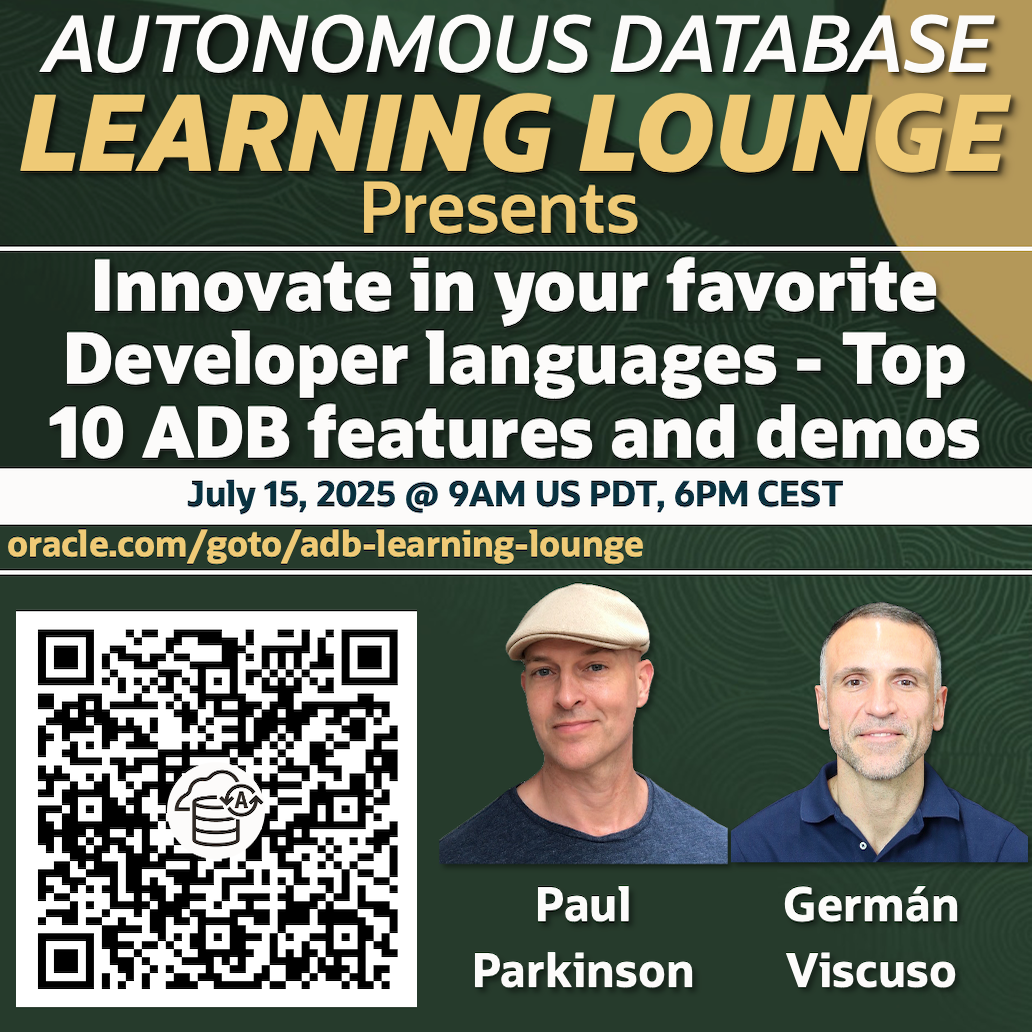 AUTONOMOUS DATABASE
LEARNING LOUNGE
Presents
Innovate in your favorite
Developer languages - Top
10 ADB features and demos
July 15, 2025 @ 9AM US PDT, 6PM CEST
oracle.com/goto/adb-learning-lounge
A
Paul
Parkinson
Germán
Viscuso